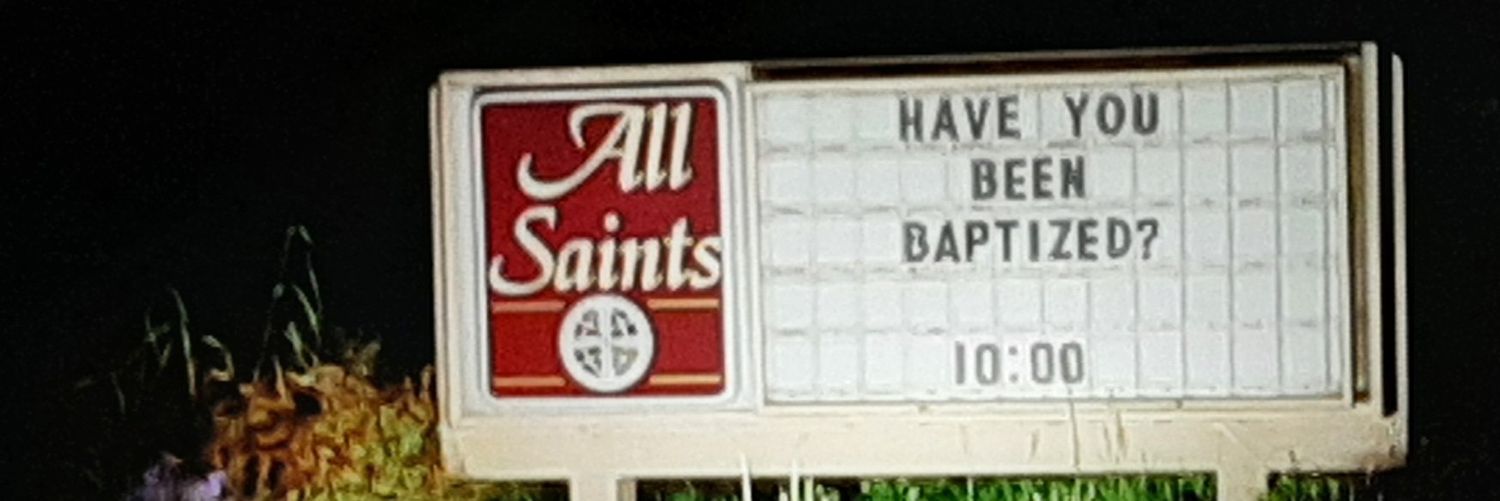 All
Saints
HAVE YOU
BEEN
BAPTIZED?
10:00